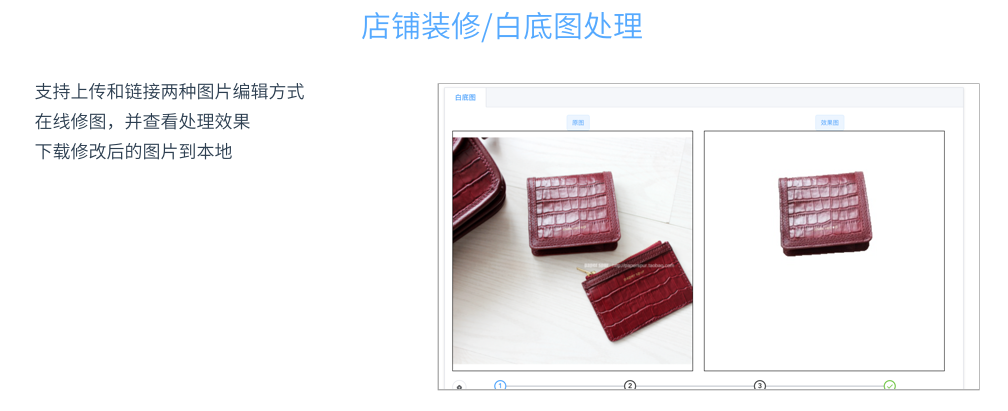 店铺装修/白底图处理
支持上传和链接两种图片编辑方式
在线修图，并查看处理效果
下载修改后的图片到本地
白底图
原图
效果图
1
2
3